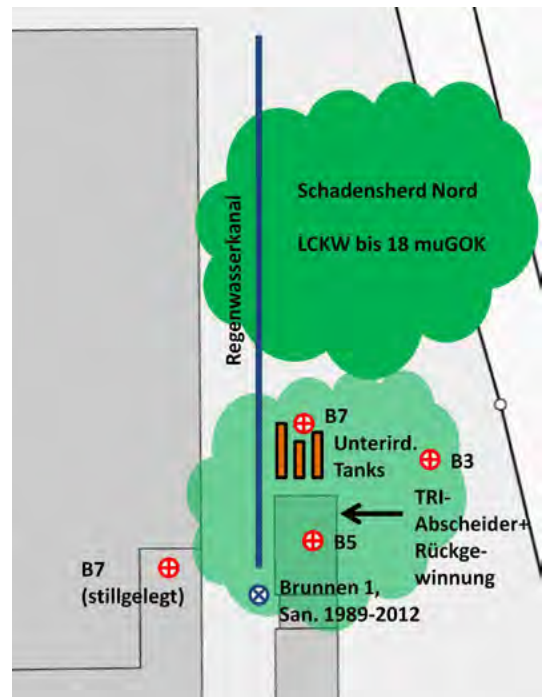 Schadensherd Nord
LCKW bis 18 muGOK
Regenwasserkanal
B7
Unterird.
Tanks
B3
TRI-
Abscheider+
Rückge-
winnung
B5
B7
(stillgelegt)
Brunnen 1,
San. 1989-2012